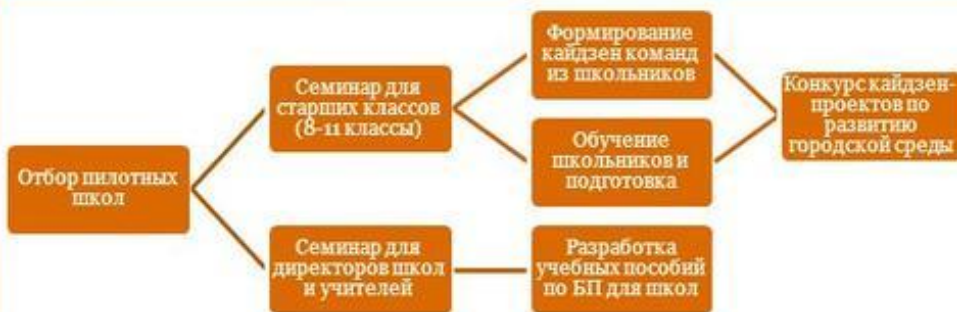 Отбор пилотных
школ
Семинар для
старших классов
(8-11 классы)
Семинар для
директоров школ
и учителей
Формирование
кайдзен команд
из школьников
Обучение
школьников и
подготовка
Разработка
учебных пособий
по БП для школ
Конкурс кайдзен-
проектов по
развитию
городской среды